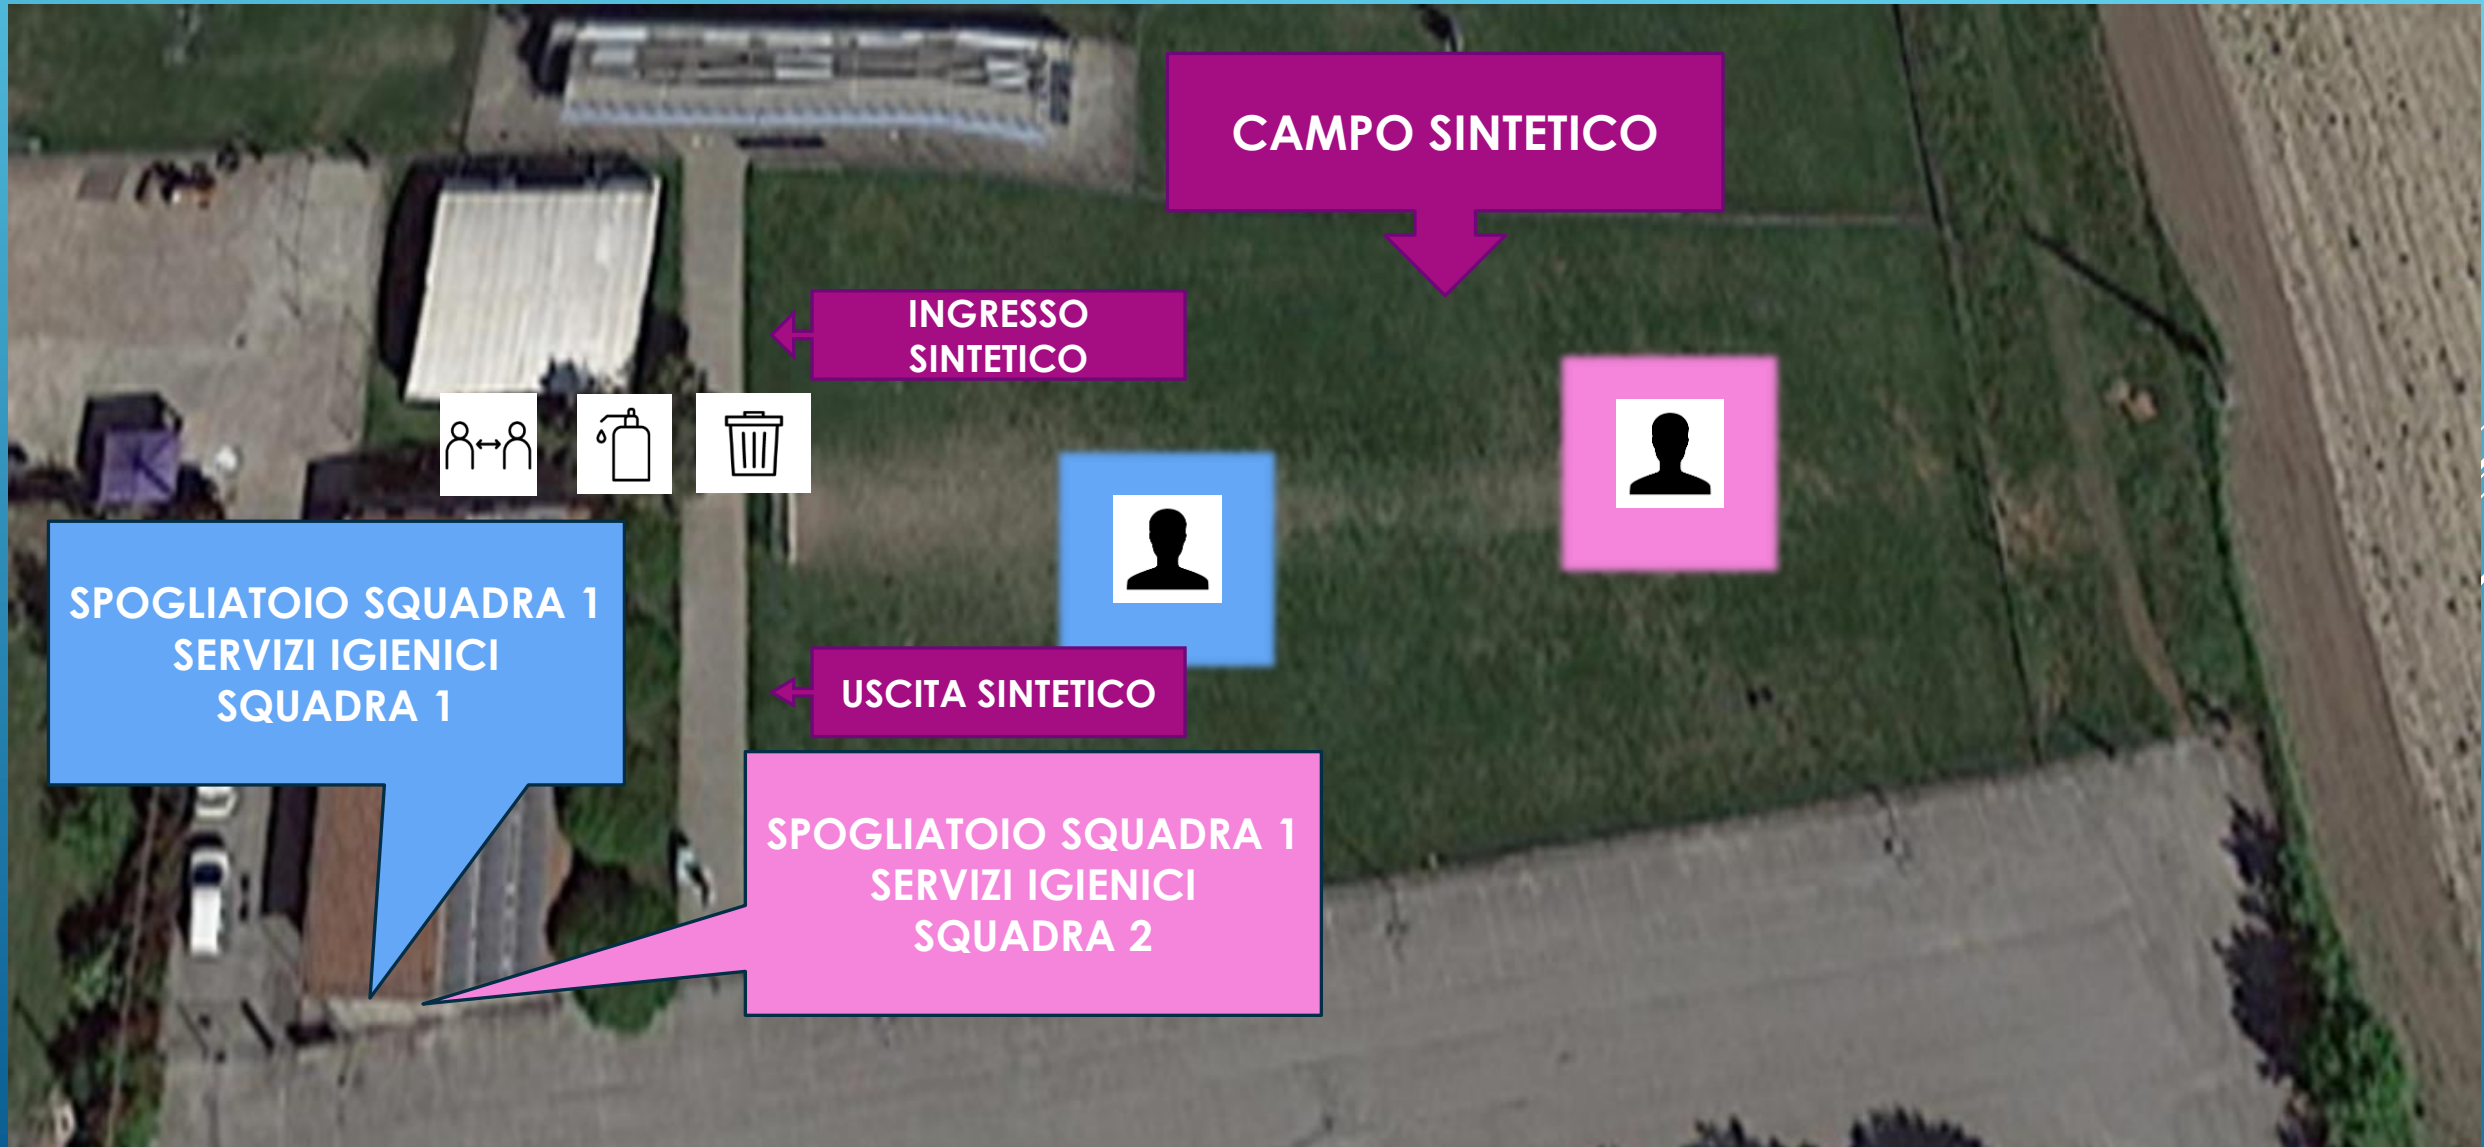 CAMPO SINTETICO
INGRESSO
SINTETICO
SPOGLIATOIO SQUADRA 1
SERVIZI IGIENICI
SQUADRA 1
USCITA SINTETICO
SPOGLIATOIO SQUADRA 1
SERVIZI IGIENICI
SQUADRA 2